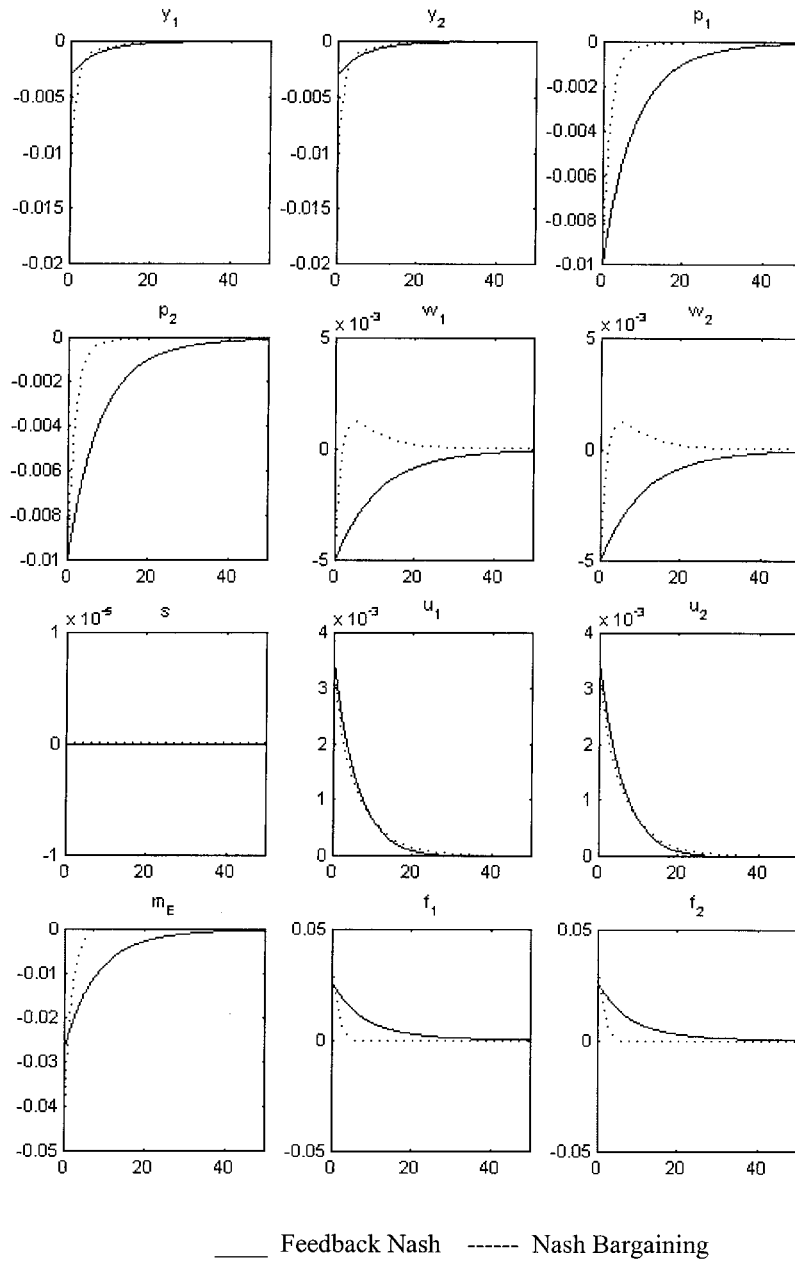 y1 y2 p1
0 0 0
-0.005 -0.005 -0.002
-0.004
-0.01 -0.01
-0.006
-0.015 -0.015 -0.008
-0.02 -0.02 -0.01
0 20 40 0 20 40 0 20 40
p2 w1 w2
0 5 x 10-3 5 x 10-3
-0.002
-0.004 0 0
-0.006
-0.008
-0.01 -5 -5
0 20 40 0 20 40 0 20 40
s u1 u2
1 x 10-5 4 x 10-3 4 x 10-3
3 3
0 2 2
1 1
-1 0 0
0 20 40 0 20 40 0 20 40
mE f1 f2
0 0.05 0.05
-0.01
-0.02 0 0
-0.03
-0.04
-0.05 -0.05 -0.05
0 20 40 0 20 40 0 20 40
Feedback Nash Nash Bargaining